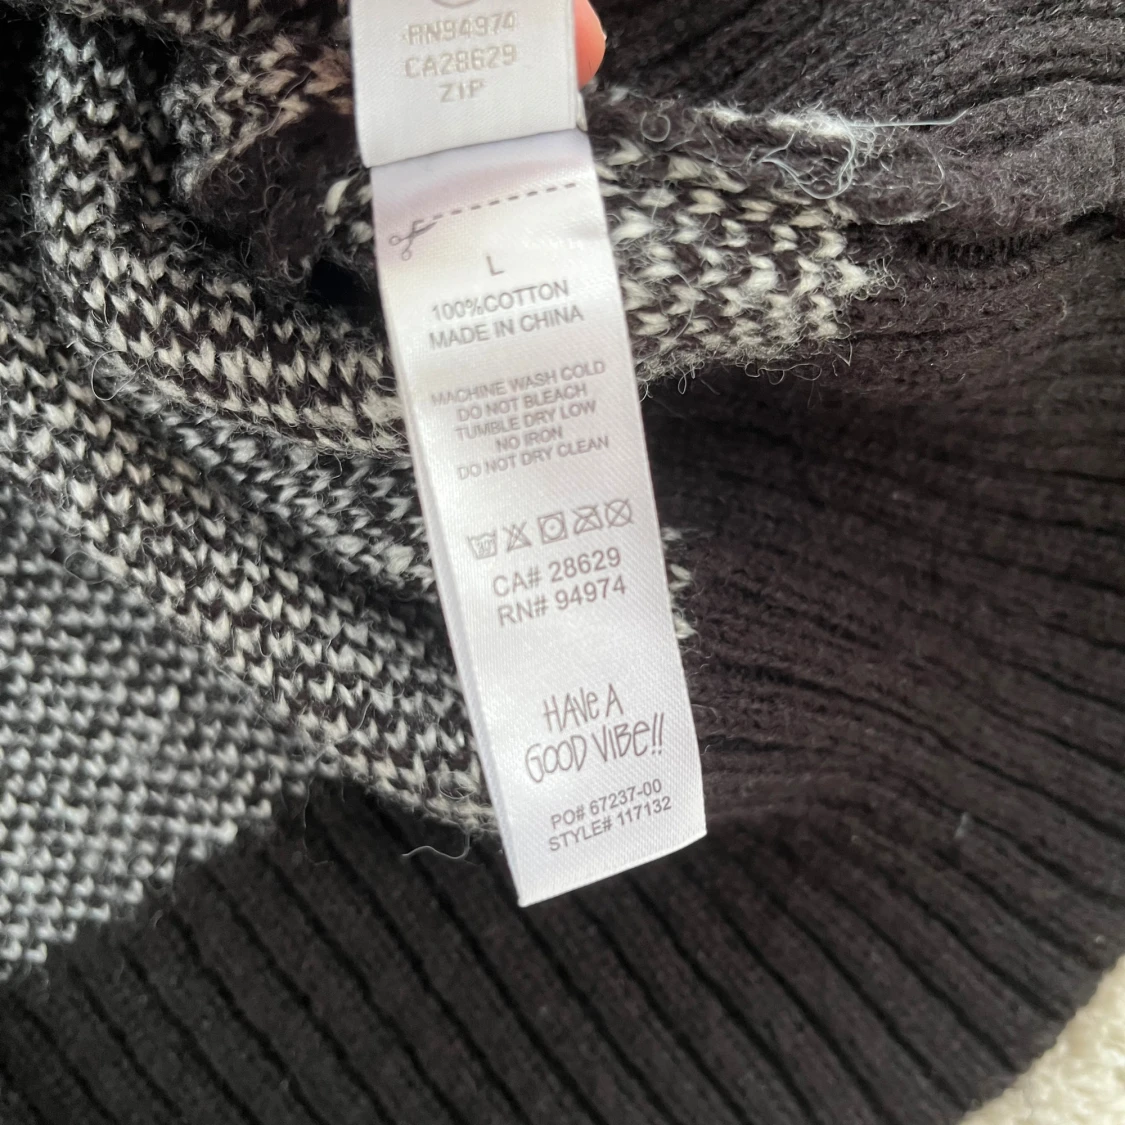 RN94974
CA28629
ZIP
L
100%COTTON
MADE IN CHINA
MACHINE WASH COLD
DO NOT BLEACH
TUMBLE DRY LOW
NO IRON
DO NOT DRY CLEAN
CA# 28629
RN# 94974
HAVE A
GOOD VIBE!!
PO# 67237-00
STYLE# 117132